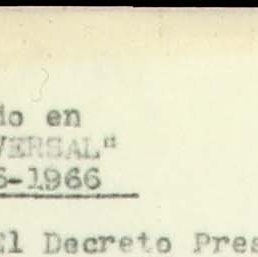 do en
VERSAL"
6-1966
El Decreto Pres